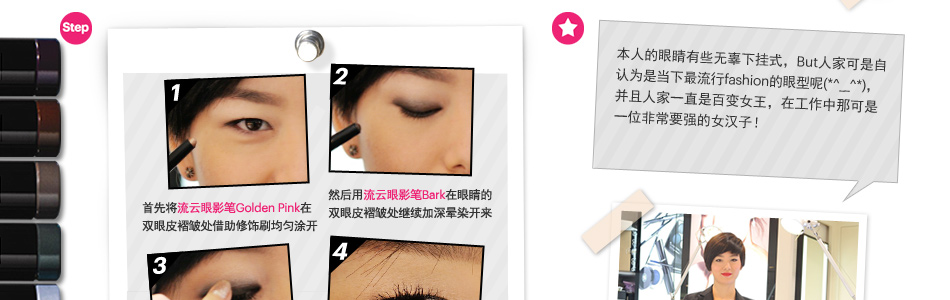 Step
1
首先将流云眼影笔Golden Pink在
双眼皮褶皱处借助修饰刷均匀涂开
2
然后用流云眼影笔Bark在眼睛的
双眼皮褶皱处继续加深晕染开来
3
4
本人的眼睛有些无辜下挂式，But人家可是自
认为是当下最流行fashion的眼型呢(*^__^*)，
并且人家一直是百变女王，在工作中那可是
一位非常要强的女汉子！